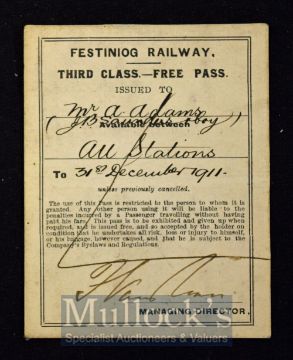 FESTINIOG RAILWAY.
THIRD CLASS.—FREE PASS.
ISSUED TO
Mr A Adams
available between
All Stations
To 31st December 1911.
unless previously cancelled.
The use of this Pass is restricted to the person to whom it is
granted. Any other person using it will be liable to the
penalties incurred by a Passenger travelling without having
paid his fare. This pass is to be exhibited and given up when
required, and is issued free, and so accepted by the holder on
condition that he undertakes all risk, loss or injury to himself,
or his baggage, however caused, and that he is subject to the
Company's Byelaws and Regulations.
MANAGING DIRECTOR.
Mullock's
Specialist Auctioneers & Valuers